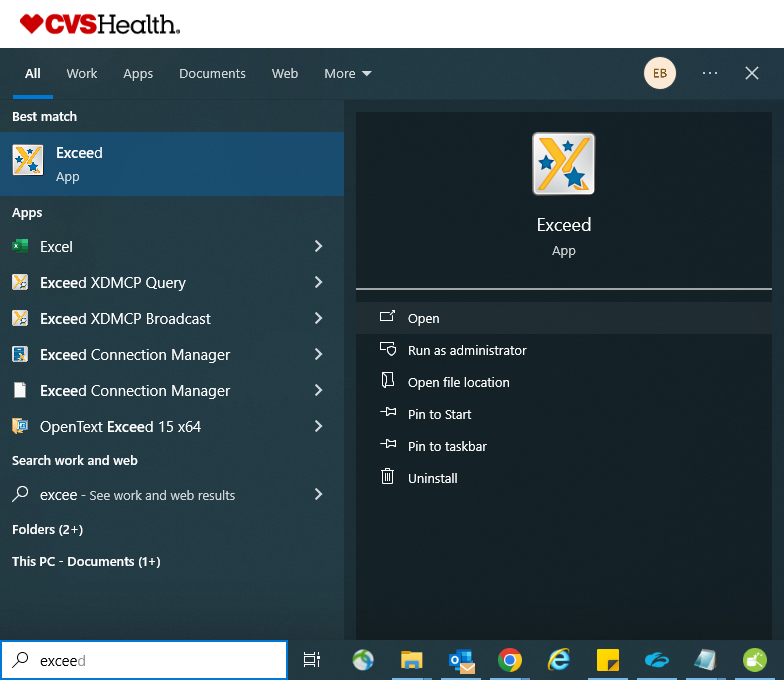 CVSHealth.
All Work Apps Documents Web More EB ...
Best match
Exceed
App
Apps
Excel
Exceed XDMCP Query
Exceed XDMCP Broadcast
Exceed Connection Manager
Exceed Connection Manager
OpenText Exceed 15 x64
Search work and web
excee - See work and web results
Folders (2+)
This PC - Documents (1+)
Exceed
App
Open
Run as administrator
Open file location
Pin to Start
Pin to taskbar
Uninstall
exceed